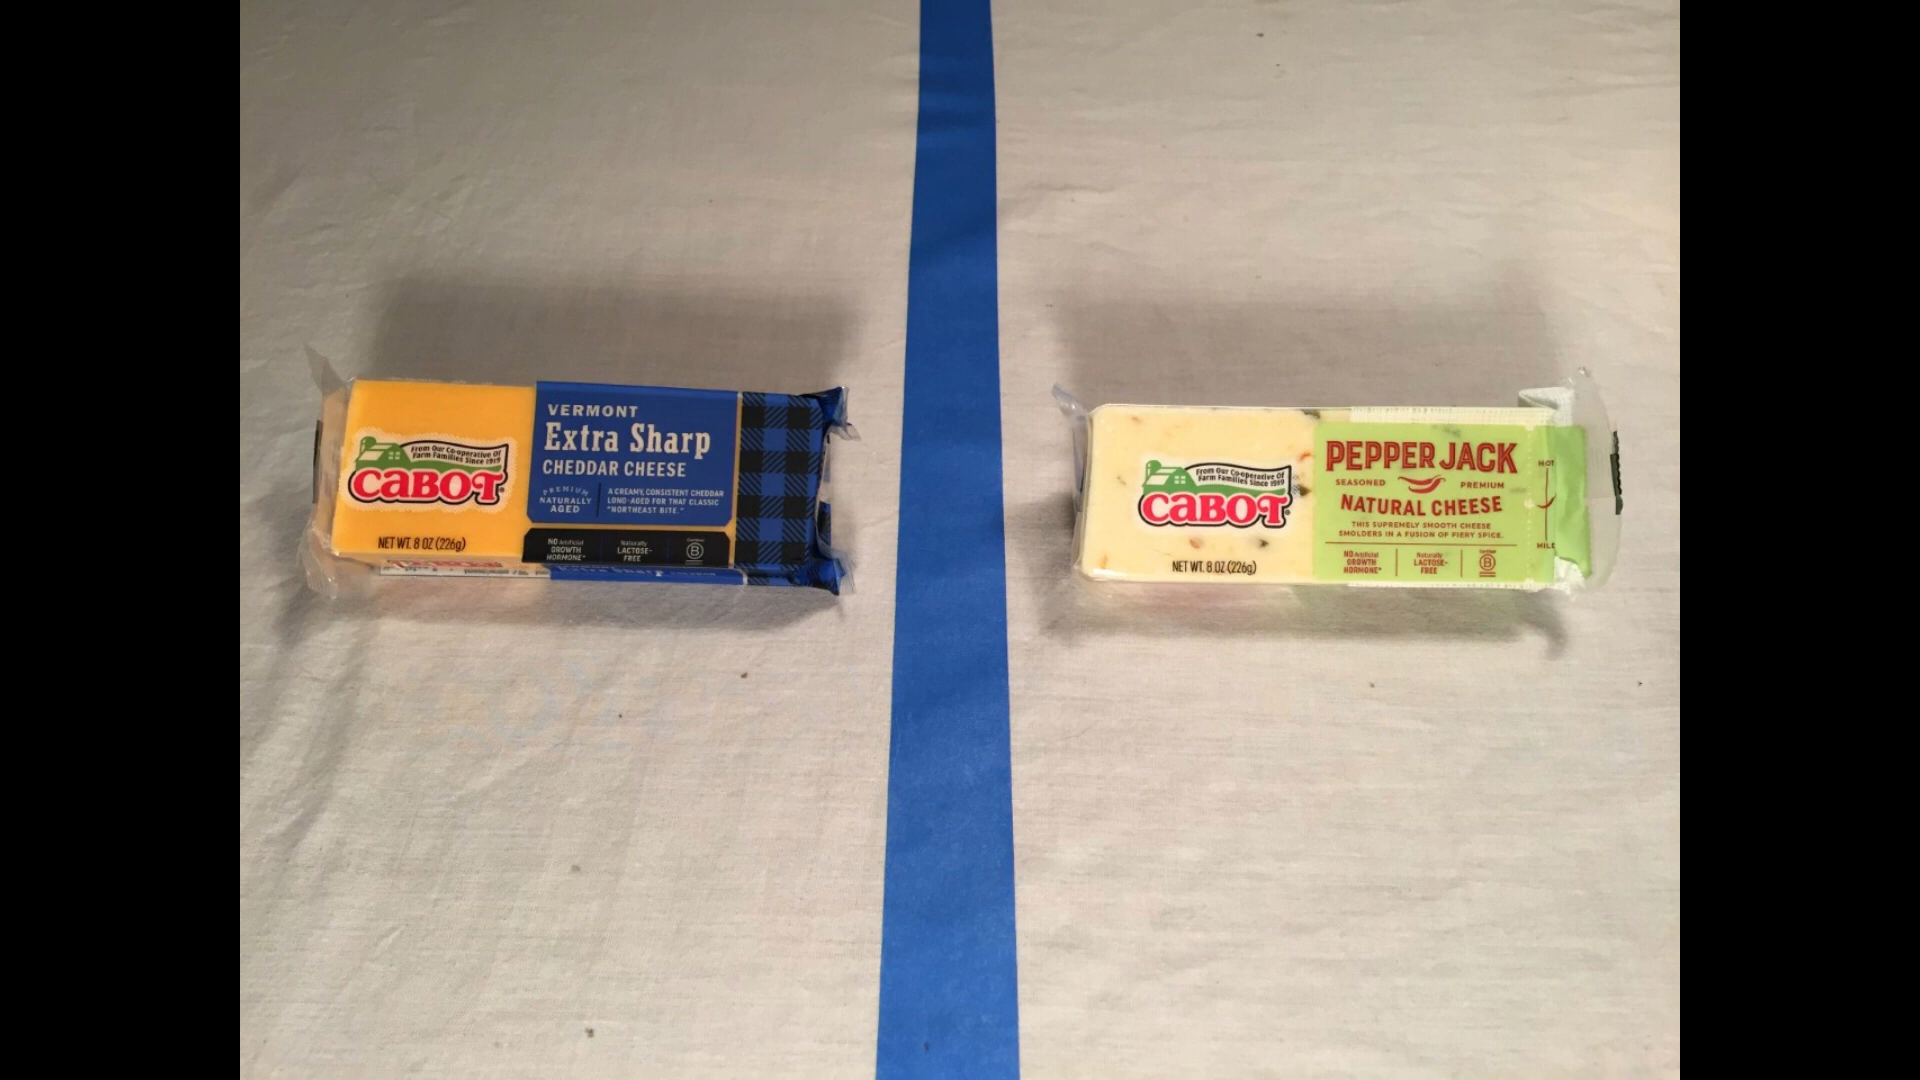 From Our Co-operative Of
Farm Families Since 1919
CABOT
NET WT. 8 OZ (226g)
VERMONT
Extra Sharp
CHEDDAR CHEESE
PREMIUM
NATURALLY
AGED
A CREAMY, CONSISTENT CHEDDAR
LONG-AGED FOR THAT CLASSIC
"NORTHEAST BITE."
NO Artificial
GROWTH
HORMONE*
Naturally
LACTOSE-
FREE
Certified
B
From Our Co-operative Of
Farm Families Since 1919
CABOT
NET WT. 8 OZ (226g)
PEPPER JACK
SEASONED PREMIUM
NATURAL CHEESE
THIS SUPREMELY SMOOTH CHEESE
SMOLDERS IN A FUSION OF FIERY SPICE.
NO Artificial
GROWTH
HORMONE*
Naturally
LACTOSE-
FREE
Certified
B
HOT
MILD